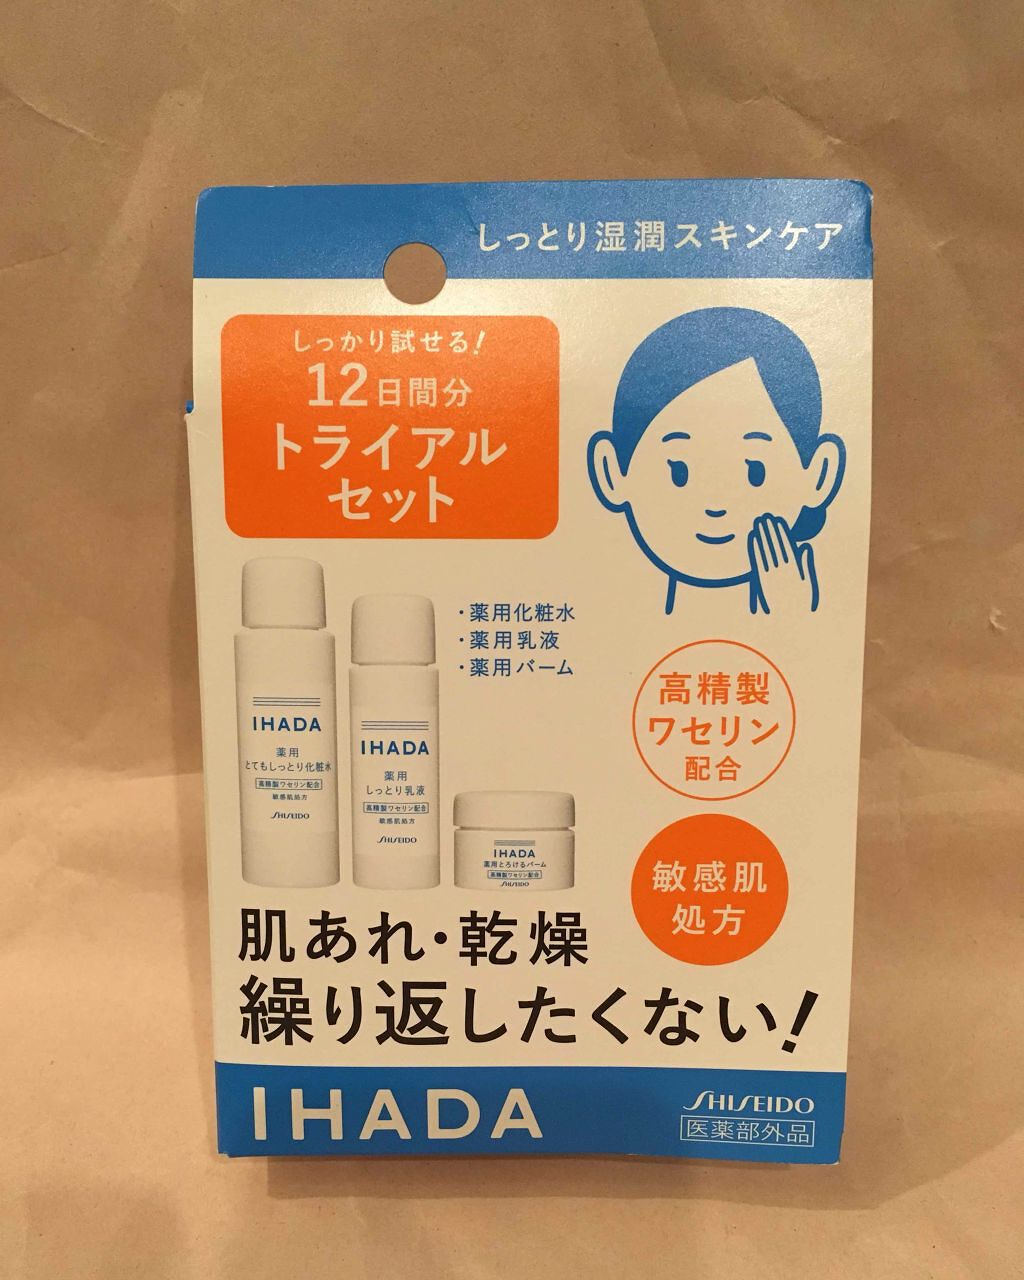 しっとり湿潤スキンケア
しっかり試せる!
12日間分
トライアル
セット
・薬用化粧水
・薬用乳液
・薬用バーム
IHADA
薬用
とてもしっとり化粧水
高精製ワセリン配合
敏感肌処方
SHISEIDO
IHADA
薬用
しっとり乳液
高精製ワセリン配合
敏感肌処方
SHISEIDO
IHADA
薬用とろけるバーム
高精製ワセリン配合
SHISEIDO
高精製
ワセリン
配合
敏感肌
処方
肌あれ・乾燥
繰り返したくない!
IHADA
SHISEIDO
医薬部外品